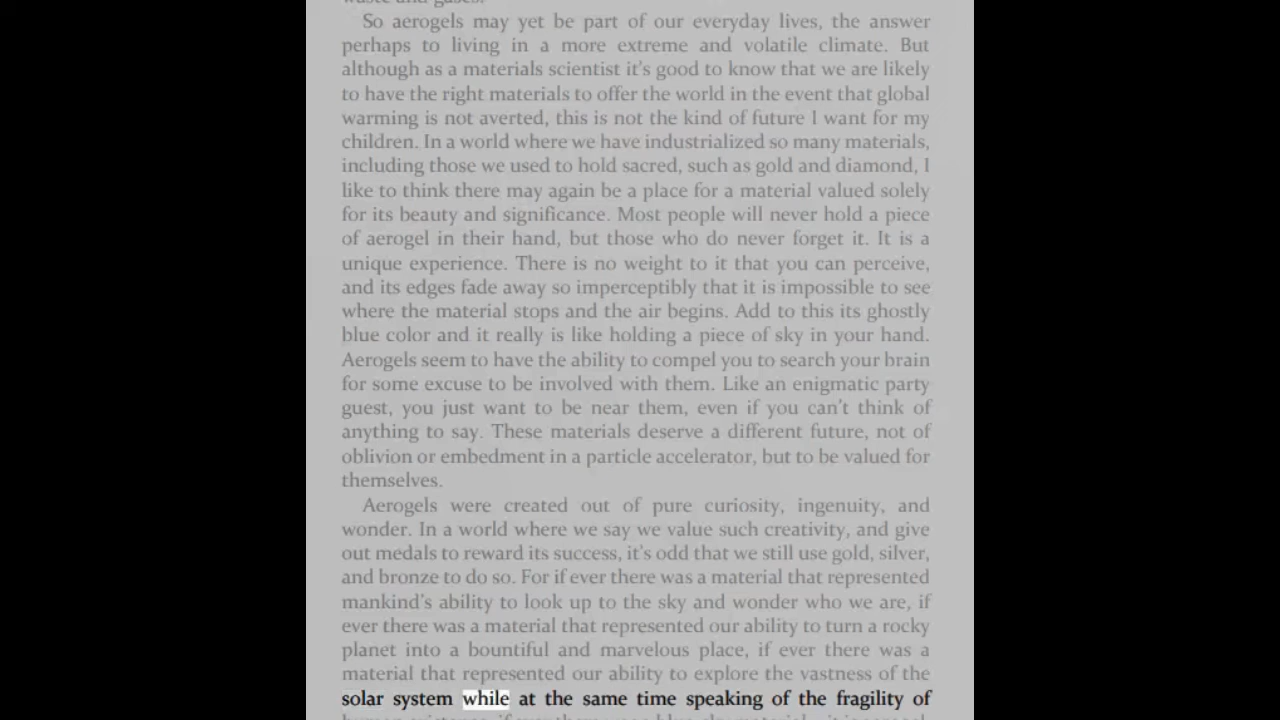 So aerogels may yet be part of our everyday lives, the answer
perhaps to living in a more extreme and volatile climate. But
although as a materials scientist it's good to know that we are likely
to have the right materials to offer the world in the event that global
warming is not averted, this is not the kind of future I want for my
children. In a world where we have industrialized so many materials,
including those we used to hold sacred, such as gold and diamond, I
like to think there may again be a place for a material valued solely
for its beauty and significance. Most people will never hold a piece
of aerogel in their hand, but those who do never forget it. It is a
unique experience. There is no weight to it that you can perceive,
and its edges fade away so imperceptibly that it is impossible to see
where the material stops and the air begins. Add to this its ghostly
blue color and it really is like holding a piece of sky in your hand.
Aerogels seem to have the ability to compel you to search your brain
for some excuse to be involved with them. Like an enigmatic party
guest, you just want to be near them, even if you can't think of
anything to say. These materials deserve a different future, not of
oblivion or embedment in a particle accelerator, but to be valued for
themselves.
Aerogels were created out of pure curiosity, ingenuity, and
wonder. In a world where we say we value such creativity, and give
out medals to reward its success, it's odd that we still use gold, silver,
and bronze to do so. For if ever there was a material that represented
mankind's ability to look up to the sky and wonder who we are, if
ever there was a material that represented our ability to turn a rocky
planet into a bountiful and marvelous place, if ever there was a
material that represented our ability to explore the vastness of the
solar system while at the same time speaking of the fragility of